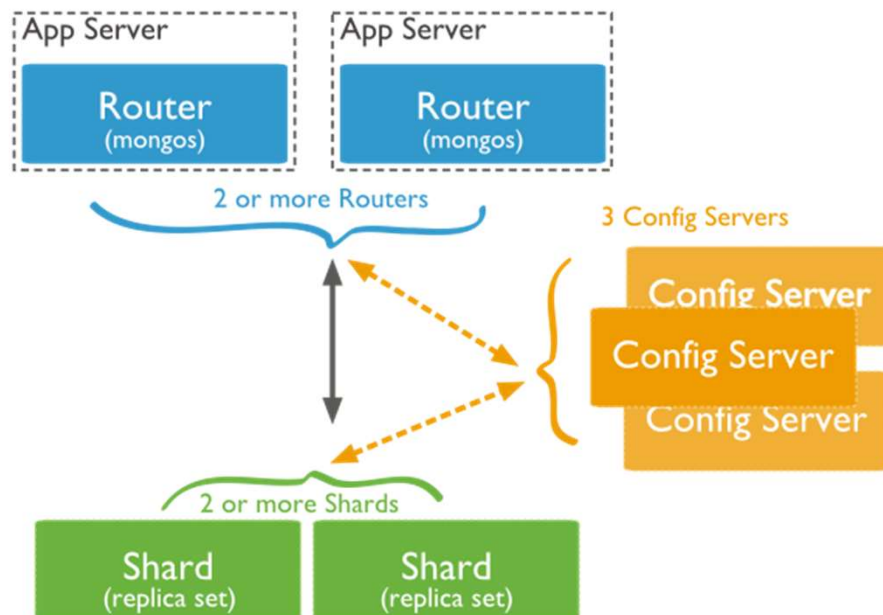 App Server
App Server
Router
(mongos)
Router
(mongos)
2 or more Routers
3 Config Servers
Config Server
Config Server
Config Server
2 or more Shards
Shard
(replica set)
Shard
(replica set)